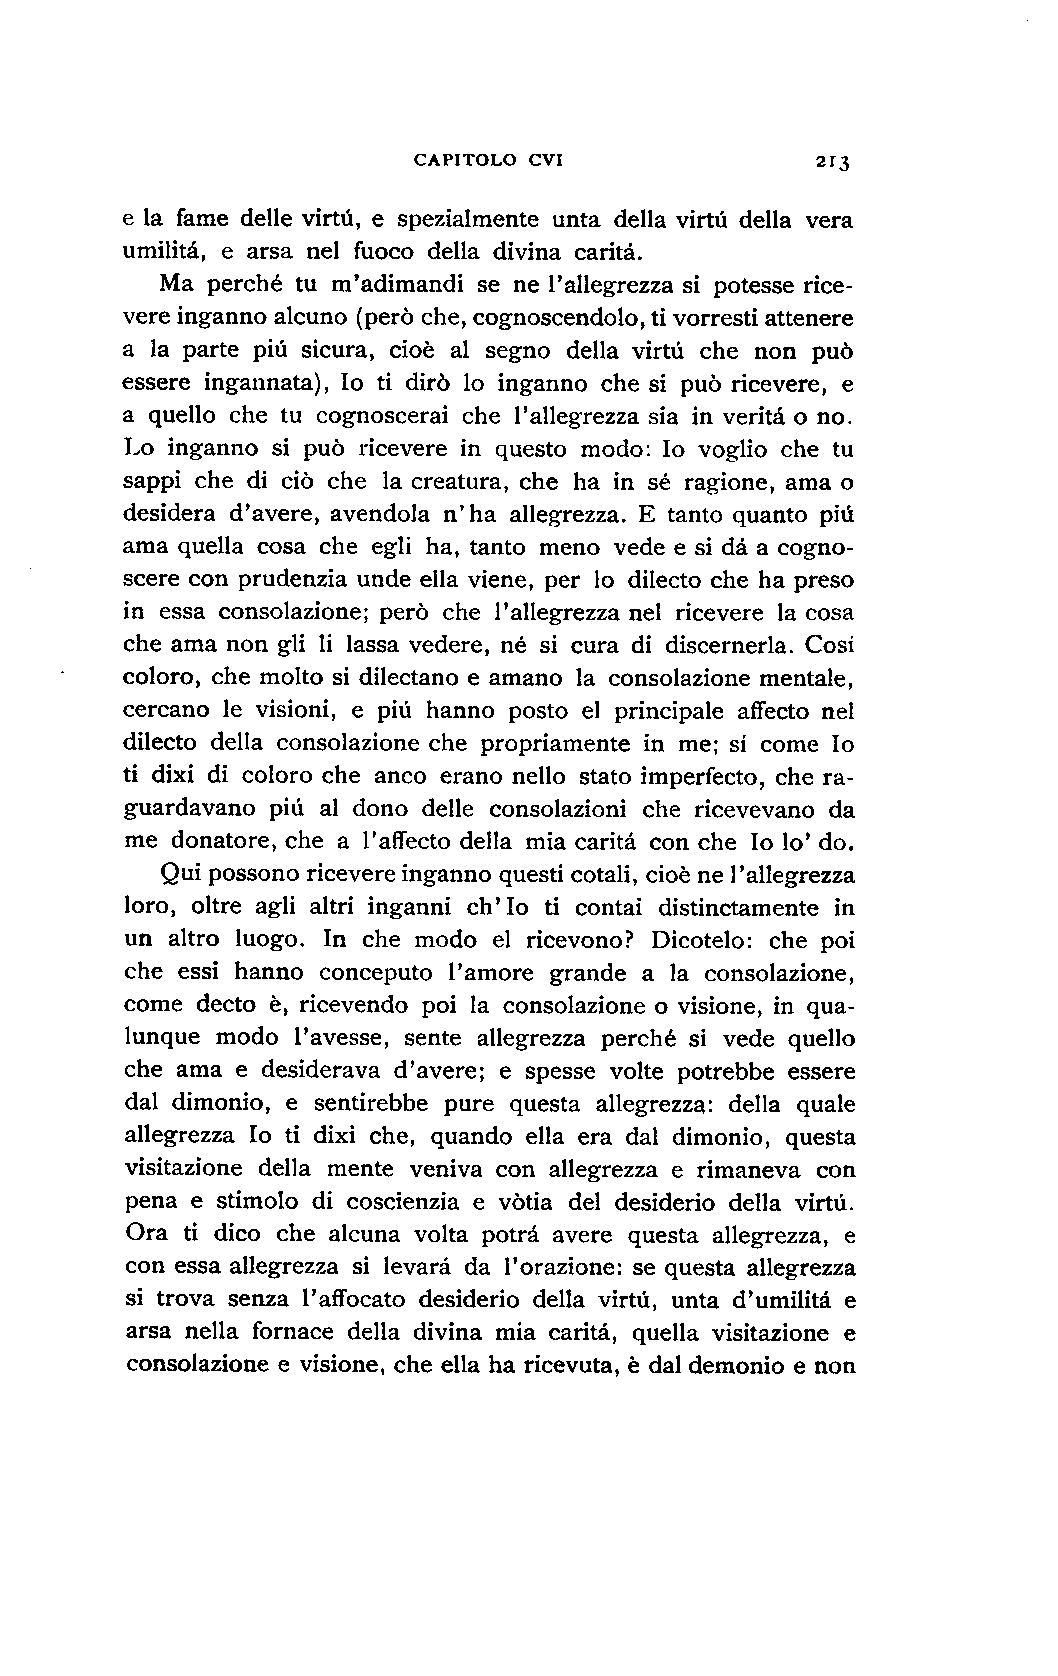 CAPITOLO CVI 213
e la fame delle virtú, e spezialmente unta della virtú della vera
umilitá, e arsa nel fuoco della divina caritá.
Ma perché tu m'adimandi se ne l'allegrezza si potesse rice-
vere inganno alcuno (però che, cognoscendolo, ti vorresti attenere
a la parte piú sicura, cioè al segno della virtú che non può
essere ingannata), Io ti dirò lo inganno che si può ricevere, e
a quello che tu cognoscerai che l'allegrezza sia in veritá o no.
Lo inganno si può ricevere in questo modo: Io voglio che tu
sappi che di ciò che la creatura, che ha in sé ragione, ama o
desidera d'avere, avendola n'ha allegrezza. E tanto quanto piú
ama quella cosa che egli ha, tanto meno vede e si dá a cogno-
scere con prudenzia unde ella viene, per lo dilecto che ha preso
in essa consolazione; però che l'allegrezza nel ricevere la cosa
che ama non gli li lassa vedere, né si cura di discernerla. Cosí
coloro, che molto si dilectano e amano la consolazione mentale,
cercano le visioni, e piú hanno posto el principale affecto nel
dilecto della consolazione che propriamente in me; sí come Io
ti dixi di coloro che anco erano nello stato imperfecto, che ra-
guardavano piú al dono delle consolazioni che ricevevano da
me donatore, che a l'affecto della mia caritá con che Io lo' do.
Qui possono ricevere inganno questi cotali, cioè ne l'allegrezza
loro, oltre agli altri inganni ch'Io ti contai distinctamente in
un altro luogo. In che modo el ricevono? Dicotelo: che poi
che essi hanno conceputo l'amore grande a la consolazione,
come decto è, ricevendo poi la consolazione o visione, in qua-
lunque modo l'avesse, sente allegrezza perché si vede quello
che ama e desiderava d'avere; e spesse volte potrebbe essere
dal dimonio, e sentirebbe pure questa allegrezza: della quale
allegrezza Io ti dixi che, quando ella era dal dimonio, questa
visitazione della mente veniva con allegrezza e rimaneva con
pena e stimolo di coscienzia e vòtia del desiderio della virtú.
Ora ti dico che alcuna volta potrá avere questa allegrezza, e
con essa allegrezza si levará da l'orazione: se questa allegrezza
si trova senza l'affocato desiderio della virtú, unta d'umilitá e
arsa nella fornace della divina mia caritá, quella visitazione e
consolazione e visione, che ella ha ricevuta, è dal demonio e non